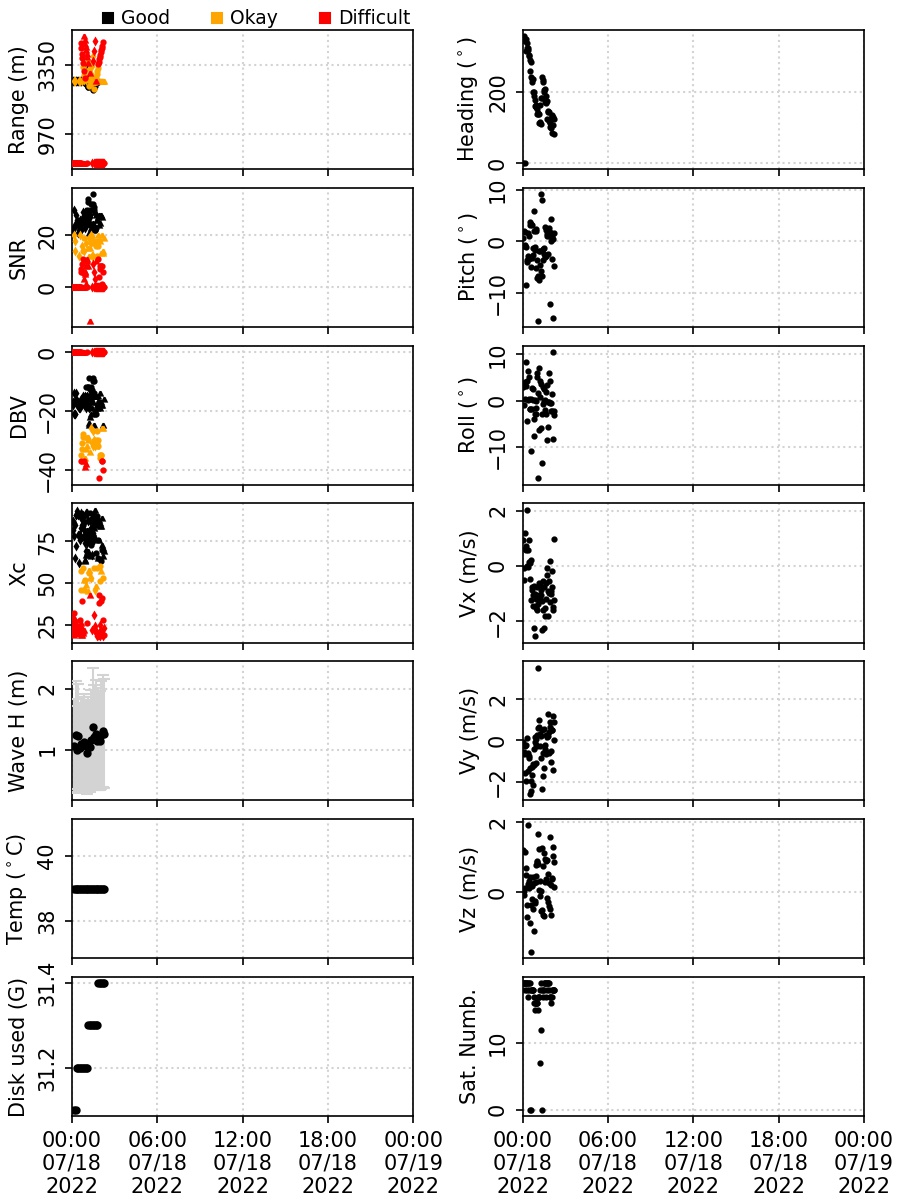 Good Okay Difficult
Range (m)
3350
970
Heading (°)
200
0
SNR
20
0
Pitch (°)
10
0
−10
DBV
0
−20
−40
Roll (°)
10
0
−10
Xc
75
50
25
Vx (m/s)
2
0
−2
Wave H (m)
2
1
Vy (m/s)
2
0
−2
Temp (°C)
40
38
Vz (m/s)
2
0
Disk used (G)
31.4
31.2
Sat. Numb.
10
0
00:00 06:00 12:00 18:00 00:00
07/18 07/18 07/18 07/18 07/19
2022 2022 2022 2022 2022
00:00 06:00 12:00 18:00 00:00
07/18 07/18 07/18 07/18 07/19
2022 2022 2022 2022 2022